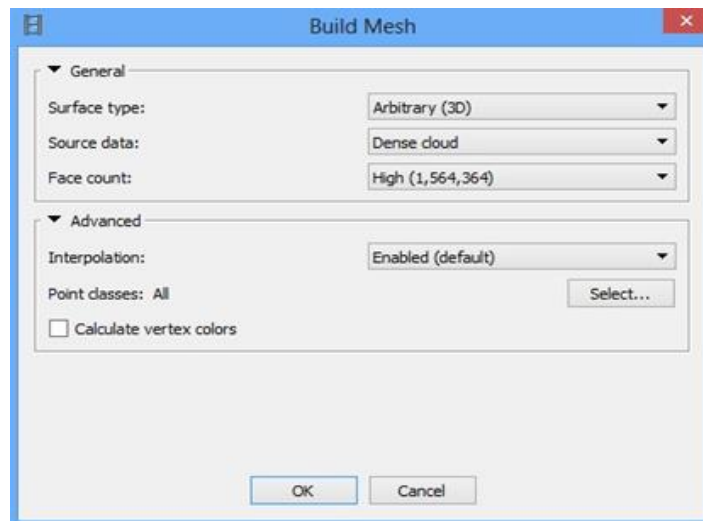 Build Mesh
General
Surface type: Arbitrary (3D)
Source data: Dense cloud
Face count: High (1,564,364)
Advanced
Interpolation: Enabled (default)
Point classes: All Select...
Calculate vertex colors
OK Cancel